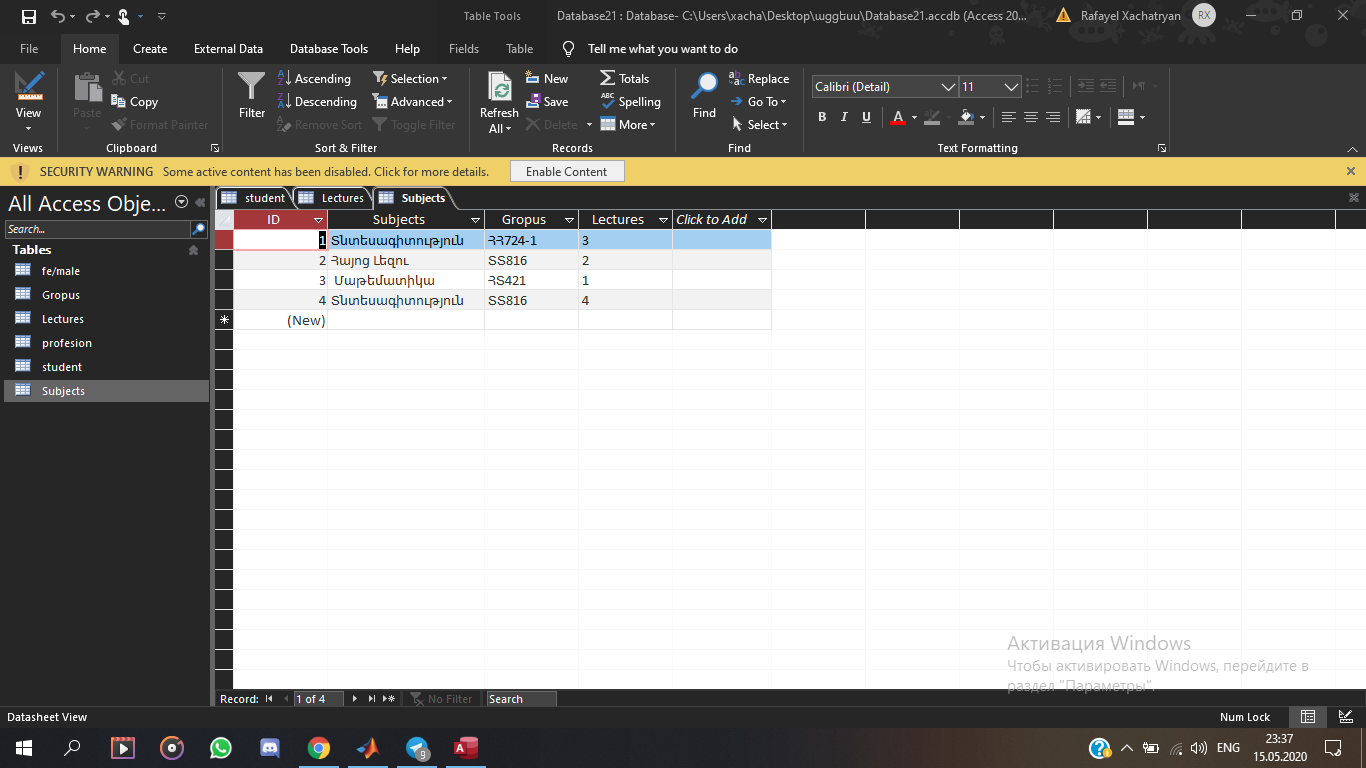 Table Tools
Database21 : Database- C:\Users\xacha\Desktop\աջջեսս\Database21.accdb (Access 20...
Rafayel Xachatryan
RX
File Home Create External Data Database Tools Help Fields Table Tell me what you want to do
View
Views
Paste
Cut
Copy
Format Painter
Clipboard
Filter
Ascending
Descending
Remove Sort
Selection
Advanced
Toggle Filter
Sort & Filter
Refresh
All
New
Save
Delete
Totals
Spelling
More
Records
Find
Replace
Go To
Select
Find
Calibri (Detail) 11
B I U A
Text Formatting
SECURITY WARNING Some active content has been disabled. Click for more details. Enable Content
All Access Obje...
Search...
Tables
fe/male
Gropus
Lectures
profesion
student
Subjects
student Lectures Subjects
ID Subjects Gropus Lectures Click to Add
1 Տնտեսագիտություն ՀՀ724-1 3
2 Հայոց Լեզու ՏՏ816 2
3 Մաթեմատիկա ՀՏ421 1
4 Տնտեսագիտություն ՏՏ816 4
(New)
Активация Windows
Чтобы активировать Windows, перейдите в
раздел "Параметры".
Record: 1 of 4 No Filter Search
Datasheet View
Num Lock
9
ENG
23:37
15.05.2020